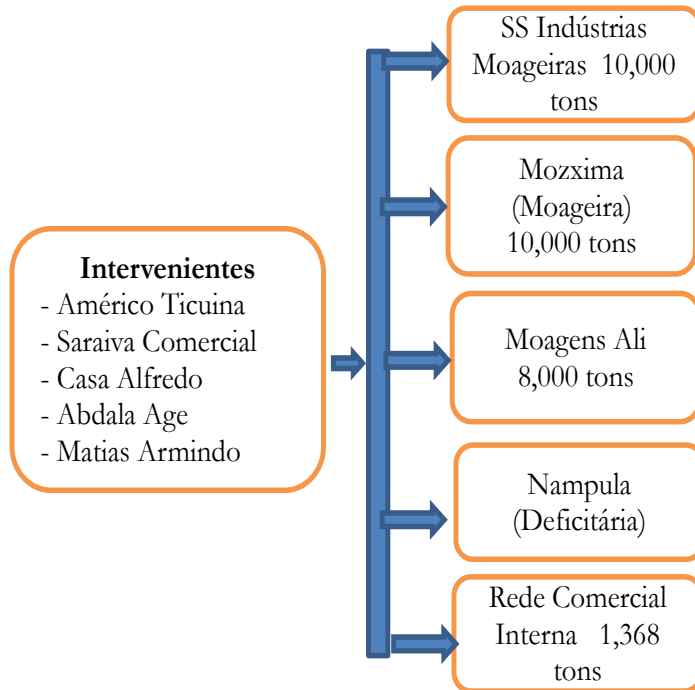 Intervenientes
- Américo Ticuina
- Saraiva Comercial
- Casa Alfredo
- Abdala Age
- Matias Armindo
SS Indústrias
Moageiras 10,000
tons
Mozxima
(Moageira)
10,000 tons
Moagens Ali
8,000 tons
Nampula
(Deficitária)
Rede Comercial
Interna 1,368
tons